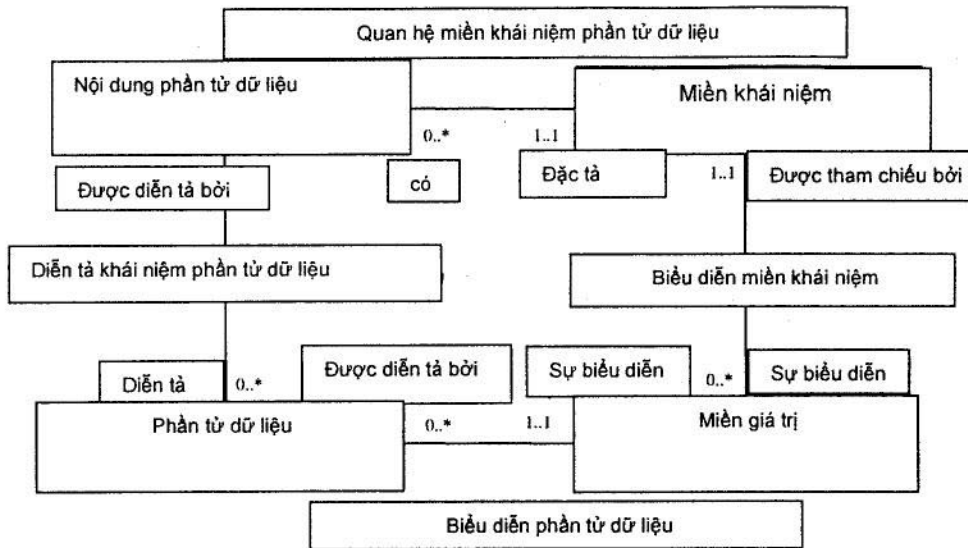 Quan hệ miền khái niệm phần tử dữ liệu
Nội dung phần tử dữ liệu
Miền khái niệm
0..*
1..1
Được diễn tả bởi
có
Đặc tả
1..1
Được tham chiếu bởi
Diễn tả khái niệm phần tử dữ liệu
Biểu diễn miền khái niệm
Diễn tả
0..*
Được diễn tả bởi
Sự biểu diễn
0..*
Sự biểu diễn
Phần tử dữ liệu
0..*
1..1
Miền giá trị
Biểu diễn phần tử dữ liệu